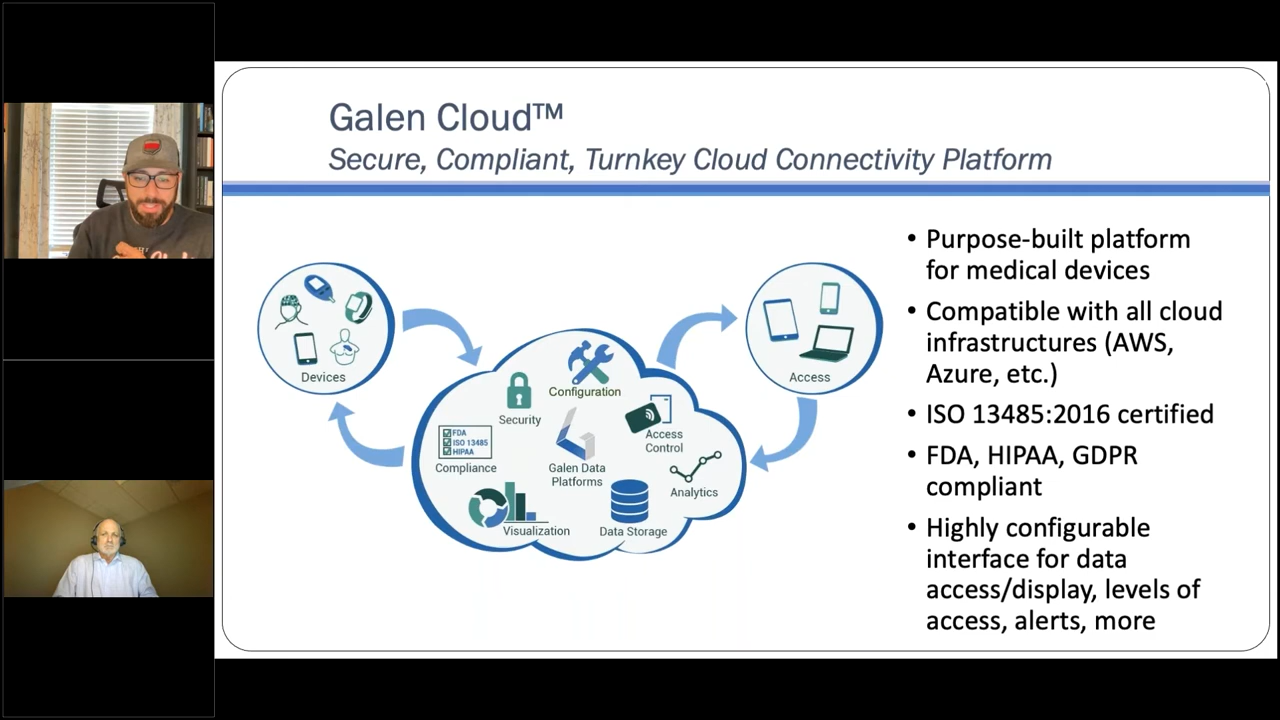 Galen Cloud™
Secure, Compliant, Turnkey Cloud Connectivity Platform
Devices
Configuration
Security
FDA
ISO 13485
HIPAA
Compliance
Galen Data
Platforms
Access
Control
Analytics
Visualization
Data Storage
Access
• Purpose-built platform
for medical devices
• Compatible with all cloud
infrastructures (AWS,
Azure, etc.)
• ISO 13485:2016 certified
• FDA, HIPAA, GDPR
compliant
• Highly configurable
interface for data
access/display, levels of
access, alerts, more